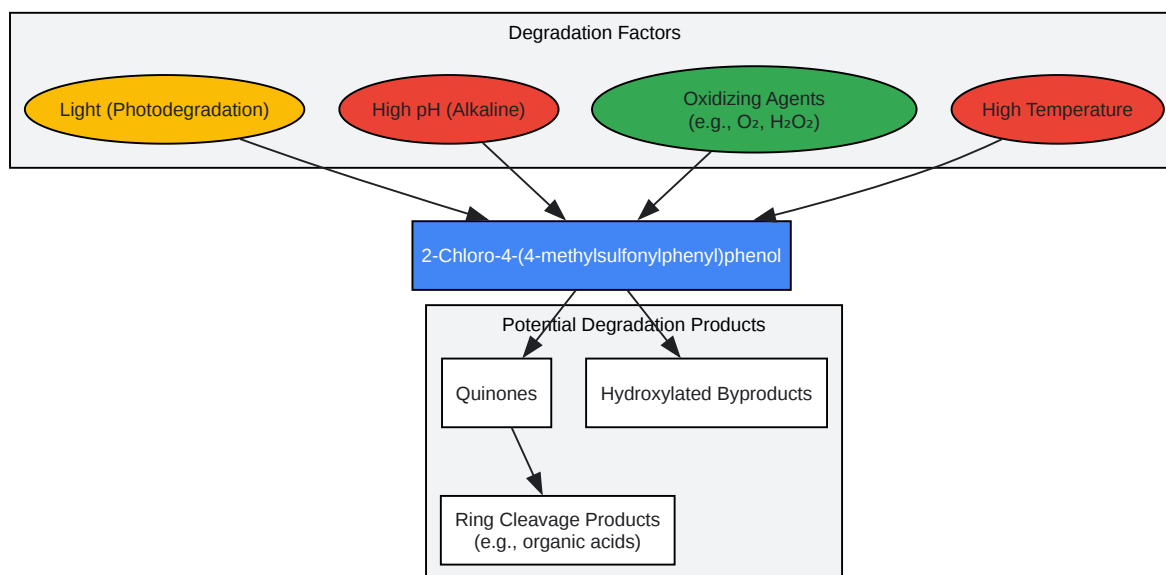 Degradation Factors
Light (Photodegradation)
High pH (Alkaline)
Oxidizing Agents
(e.g., O₂, H₂O₂)
High Temperature
2-Chloro-4-(4-methylsulfonylphenyl)phenol
Potential Degradation Products
Quinones
Hydroxylated Byproducts
Ring Cleavage Products
(e.g., organic acids)